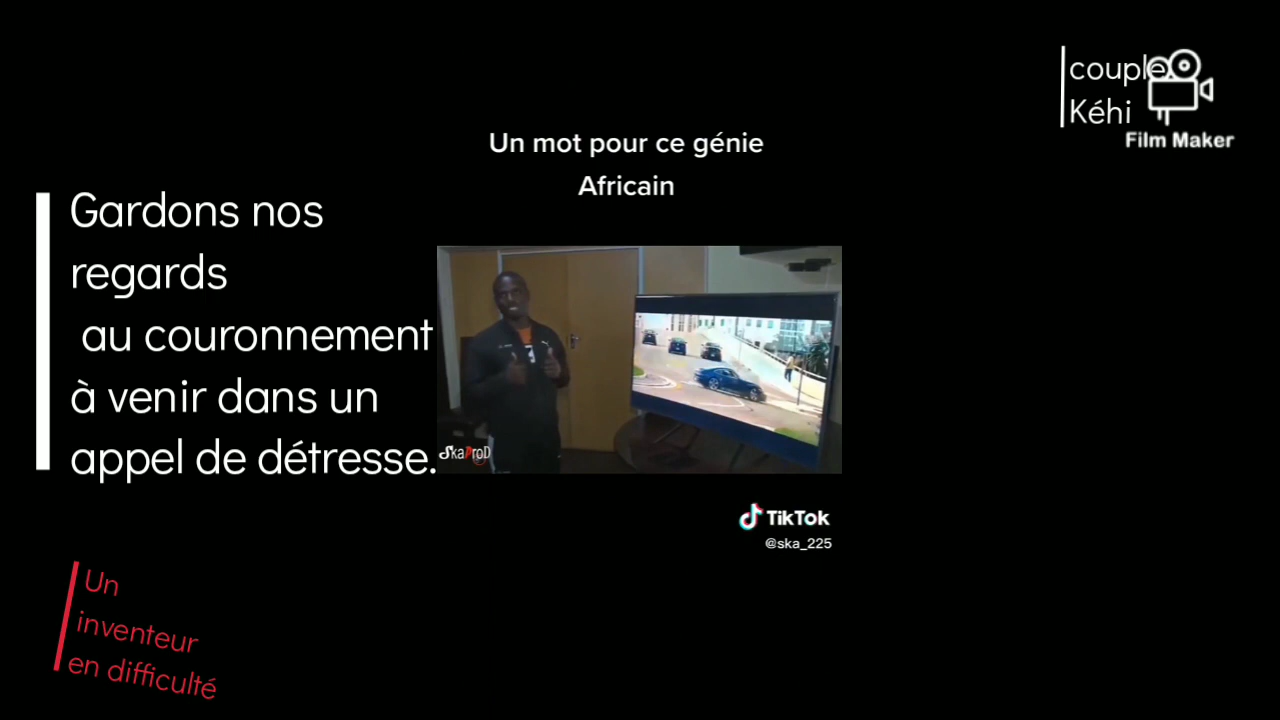 couple
Kéhi
Film Maker
Un mot pour ce génie
Africain
Gardons nos
regards
au couronnement
à venir dans un
appel de détresse.
SkaProD
TikTok
@ska_225
Un
inventeur
en difficulté